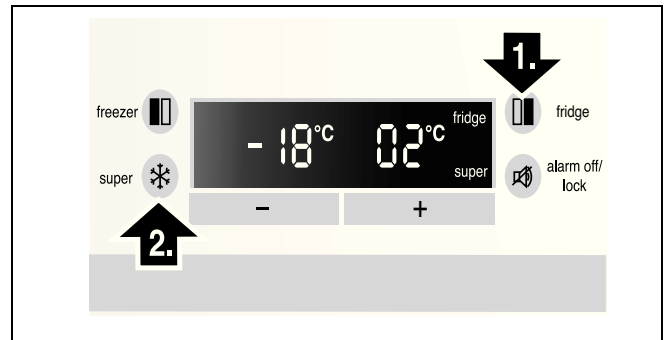 1.
freezer
-18°C
02°C
fridge
super
fridge
super
alarm off/
lock
−
+
2.